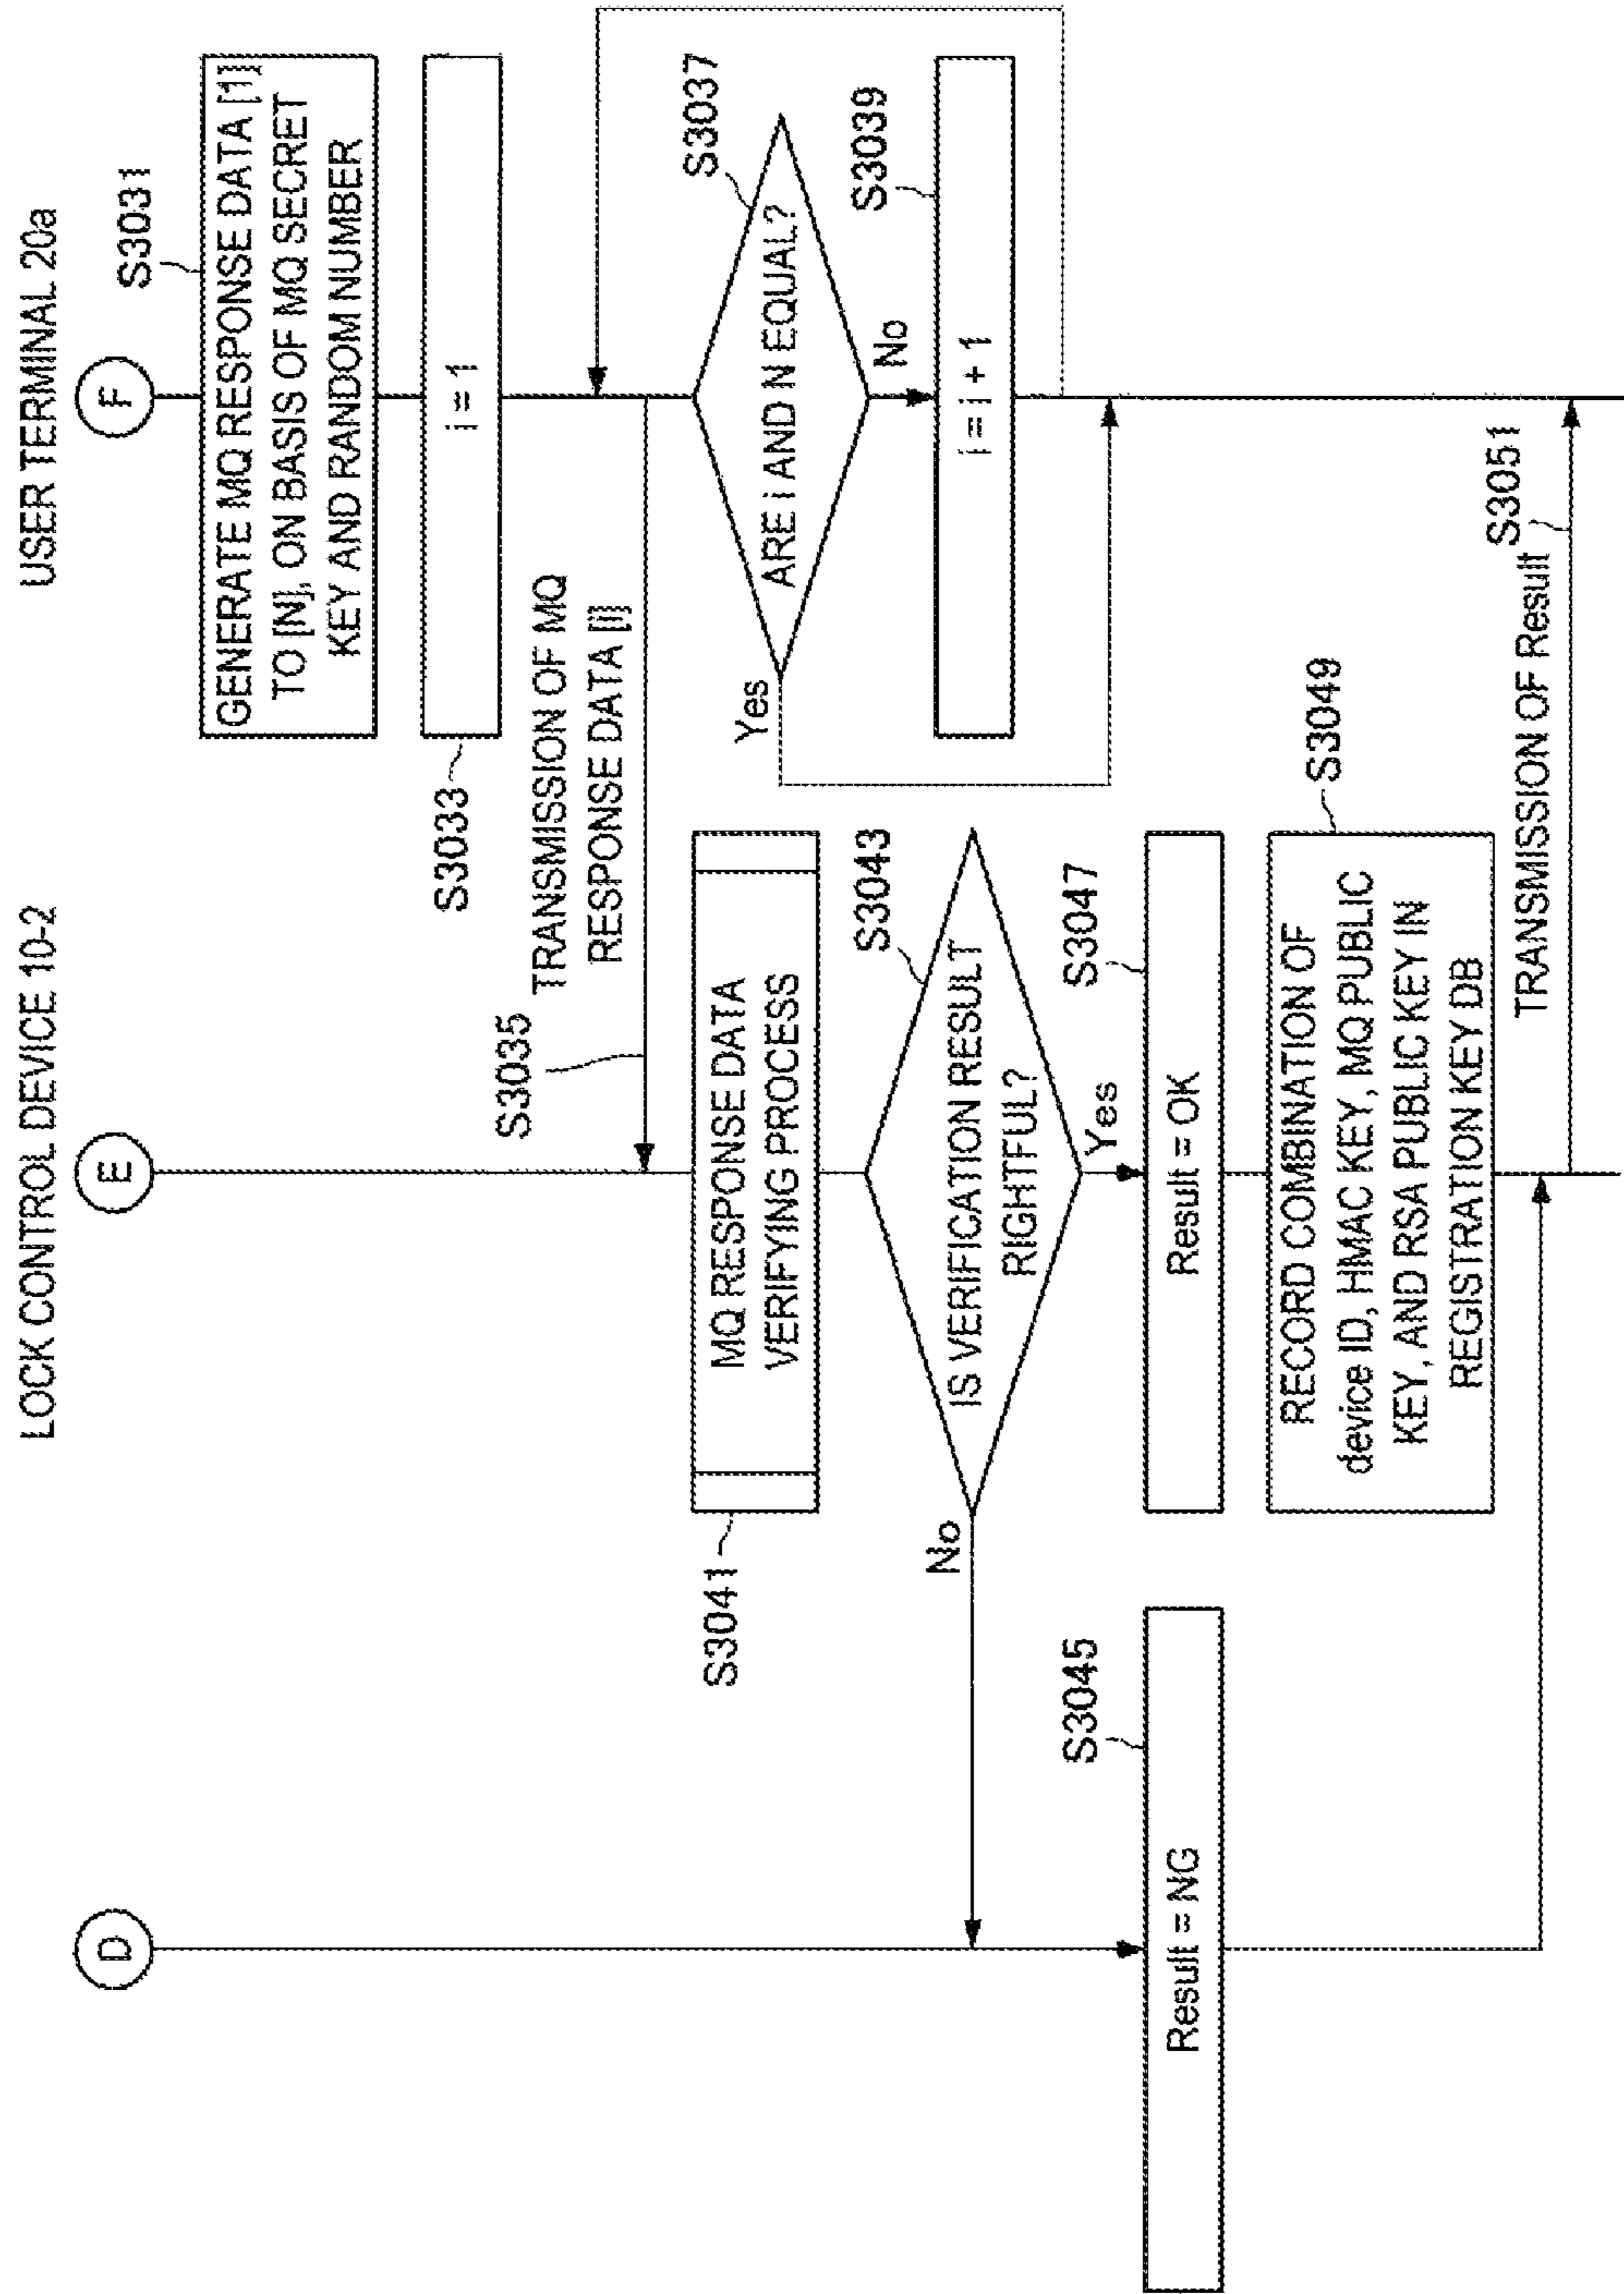 LOCK CONTROL DEVICE 10-2
USER TERMINAL 20a
D
E
F
S3031
GENERATE MQ RESPONSE DATA [1]
TO [N], ON BASIS OF MQ SECRET
KEY AND RANDOM NUMBER
S3033
i = 1
S3035
TRANSMISSION OF MQ
RESPONSE DATA [i]
S3037
ARE i AND N EQUAL?
Yes
No
S3039
i = i + 1
S3041
MQ RESPONSE DATA
VERIFYING PROCESS
S3043
IS VERIFICATION RESULT
RIGHTFUL?
No
Yes
S3045
Result = NG
S3047
Result = OK
S3049
RECORD COMBINATION OF
device ID, HMAC KEY, MQ PUBLIC
KEY, AND RSA PUBLIC KEY IN
REGISTRATION KEY DB
TRANSMISSION OF Result
S3051